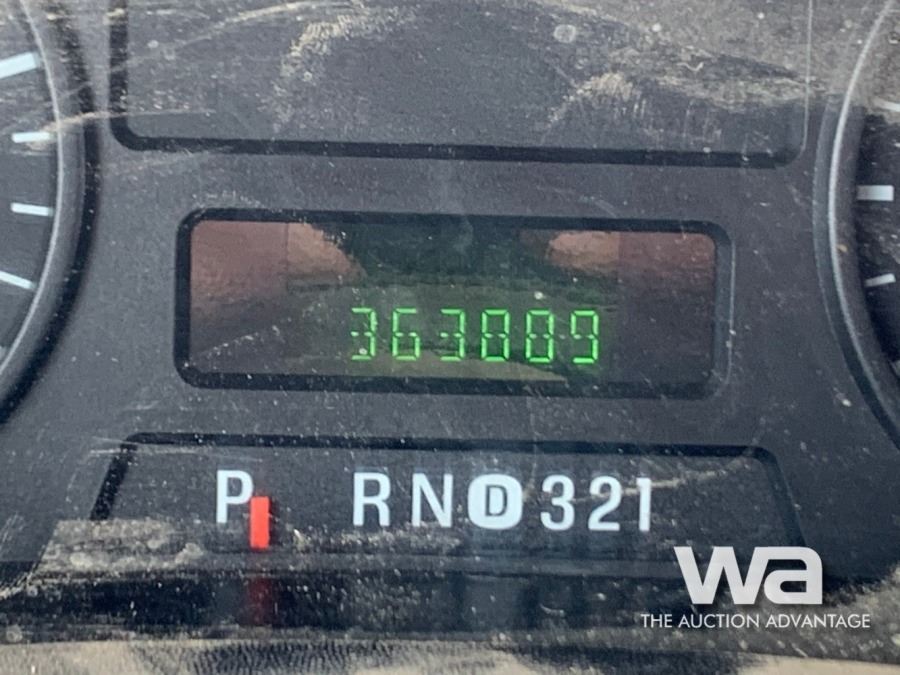 363809
P RND321
wa
THE AUCTION ADVANTAGE